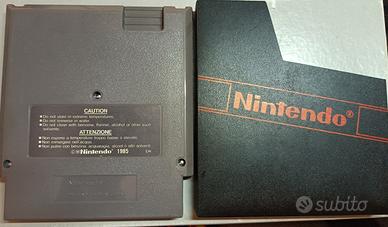 CAUTION
●Do not store in extreme temperatures.
●Do not immerse in water.
●Do not clean with benzene, thinner, alcohol or other such
solvents.
ATTENZIONE
●Non esporre a temperature troppo basse o elevate.
●Non immergere nell'acqua.
●Non pulire con benzene, acquaragia, alcool o altri solventi.
©Nintendo® 1985
Nintendo®
subito